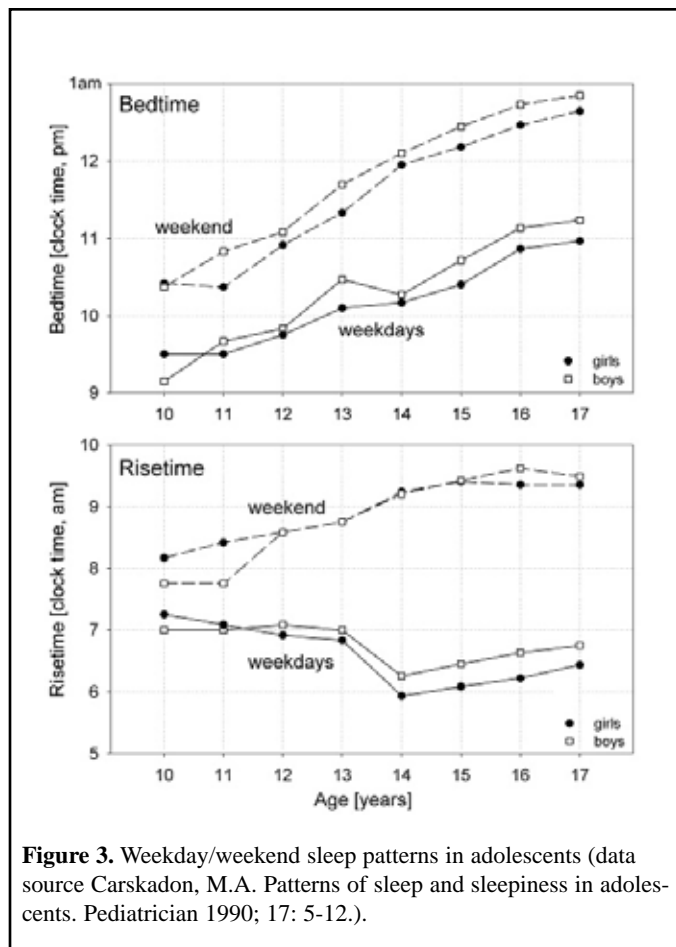 1am
Bedtime
12
weekend
11
Bedtime [clock time, pm]
10
weekdays
girls
boys
9
10 11 12 13 14 15 16 17
10
Risetime
9
weekend
8
Risetime [clock time, am]
7
weekdays
6
girls
boys
5
10 11 12 13 14 15 16 17
Age [years]
Figure 3. Weekday/weekend sleep patterns in adolescents (data
source Carskadon, M.A. Patterns of sleep and sleepiness in adoles-
cents. Pediatrician 1990; 17: 5-12.).